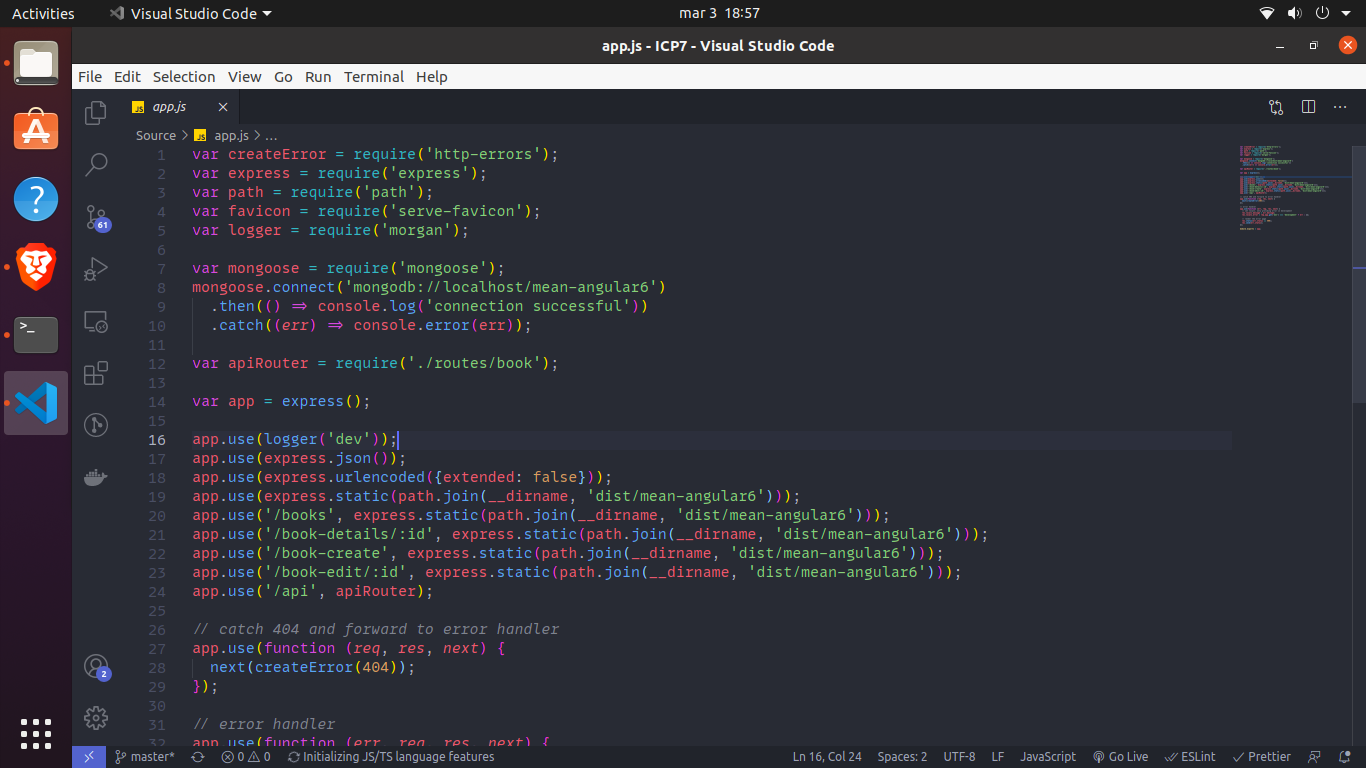 Activities
Visual Studio Code
mar 3 18:57
app.js - ICP7 - Visual Studio Code
File Edit Selection View Go Run Terminal Help
JS app.js
Source > JS app.js > ...
1 var createError = require('http-errors');
2 var express = require('express');
3 var path = require('path');
4 var favicon = require('serve-favicon');
5 var logger = require('morgan');
6
7 var mongoose = require('mongoose');
8 mongoose.connect('mongodb://localhost/mean-angular6')
9   .then(() => console.log('connection successful'))
10   .catch((err) => console.error(err));
11
12 var apiRouter = require('./routes/book');
13
14 var app = express();
15
16 app.use(logger('dev'));
17 app.use(express.json());
18 app.use(express.urlencoded({extended: false}));
19 app.use(express.static(path.join(__dirname, 'dist/mean-angular6')));
20 app.use('/books', express.static(path.join(__dirname, 'dist/mean-angular6')));
21 app.use('/book-details/:id', express.static(path.join(__dirname, 'dist/mean-angular6')));
22 app.use('/book-create', express.static(path.join(__dirname, 'dist/mean-angular6')));
23 app.use('/book-edit/:id', express.static(path.join(__dirname, 'dist/mean-angular6')));
24 app.use('/api', apiRouter);
25
26 // catch 404 and forward to error handler
27 app.use(function (req, res, next) {
28   next(createError(404));
29 });
30
31 // error handler
32 app.use(function (err, req, res, next) {
61
2
master* 0 0 Initializing JS/TS language features Ln 16, Col 24 Spaces: 2 UTF-8 LF JavaScript Go Live ESLint Prettier